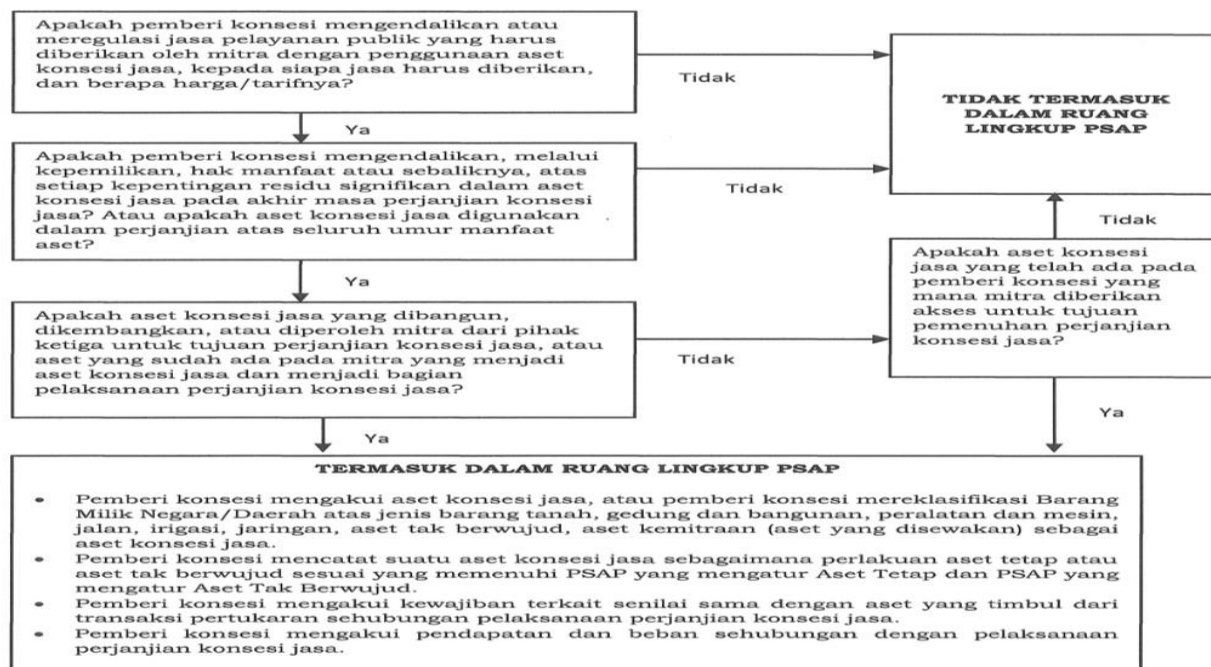 Apakah pemberi konsesi mengendalikan atau
meregulasi jasa pelayanan publik yang harus
diberikan oleh mitra dengan penggunaan aset
konsesi jasa, kepada siapa jasa harus diberikan,
dan berapa harga/tarifnya?
Tidak
TIDAK TERMASUK
DALAM RUANG
LINGKUP PSAP
Ya
Apakah pemberi konsesi mengendalikan, melalui
kepemilikan, hak manfaat atau sebaliknya, atas
setiap kepentingan residu signifikan dalam aset
konsesi jasa pada akhir masa perjanjian konsesi
jasa? Atau apakah aset konsesi jasa digunakan
dalam perjanjian atas seluruh umur manfaat
aset?
Tidak
Tidak
Ya
Apakah aset konsesi jasa yang dibangun,
dikembangkan, atau diperoleh mitra dari pihak
ketiga untuk tujuan perjanjian konsesi jasa, atau
aset yang sudah ada pada mitra yang menjadi
aset konsesi jasa dan menjadi bagian
pelaksanaan perjanjian konsesi jasa?
Tidak
Apakah aset konsesi
jasa yang telah ada pada
pemberi konsesi yang
mana mitra diberikan
akses untuk tujuan
pemenuhan perjanjian
konsesi jasa?
Ya
Ya
TERMASUK DALAM RUANG LINGKUP PSAP
• Pemberi konsesi mengakui aset konsesi jasa, atau pemberi konsesi mereklasifikasi Barang
Milik Negara/Daerah atas jenis barang tanah, gedung dan bangunan, peralatan dan mesin,
jalan, irigasi, jaringan, aset tak berwujud, aset kemitraan (aset yang disewakan) sebagai
aset konsesi jasa.
• Pemberi konsesi mencatat suatu aset konsesi jasa sebagaimana perlakuan aset tetap atau
aset tak berwujud sesuai yang memenuhi PSAP yang mengatur Aset Tetap dan PSAP yang
mengatur Aset Tak Berwujud.
• Pemberi konsesi mengakui kewajiban terkait senilai sama dengan aset yang timbul dari
transaksi pertukaran sehubungan pelaksanaan perjanjian konsesi jasa.
• Pemberi konsesi mengakui pendapatan dan beban sehubungan dengan pelaksanaan
perjanjian konsesi jasa.